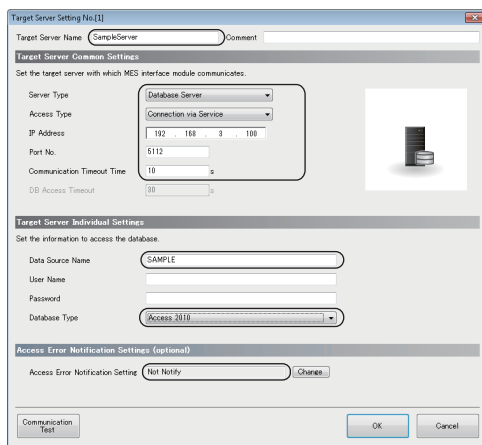 Target Server Setting No.[1]
Target Server Name SampleServer Comment
Target Server Common Settings
Set the target server with which MES interface module communicates.
Server Type Database Server
Access Type Connection via Service
IP Address 192 . 168 . 3 . 100
Port No. 5112
Communication Timeout Time 10 s
DB Access Timeout 30 s
Target Server Individual Settings
Set the information to access the database.
Data Source Name SAMPLE
User Name
Password
Database Type Access 2010
Access Error Notification Settings (optional)
Access Error Notification Setting Not Notify Change
Communication
Test
OK Cancel